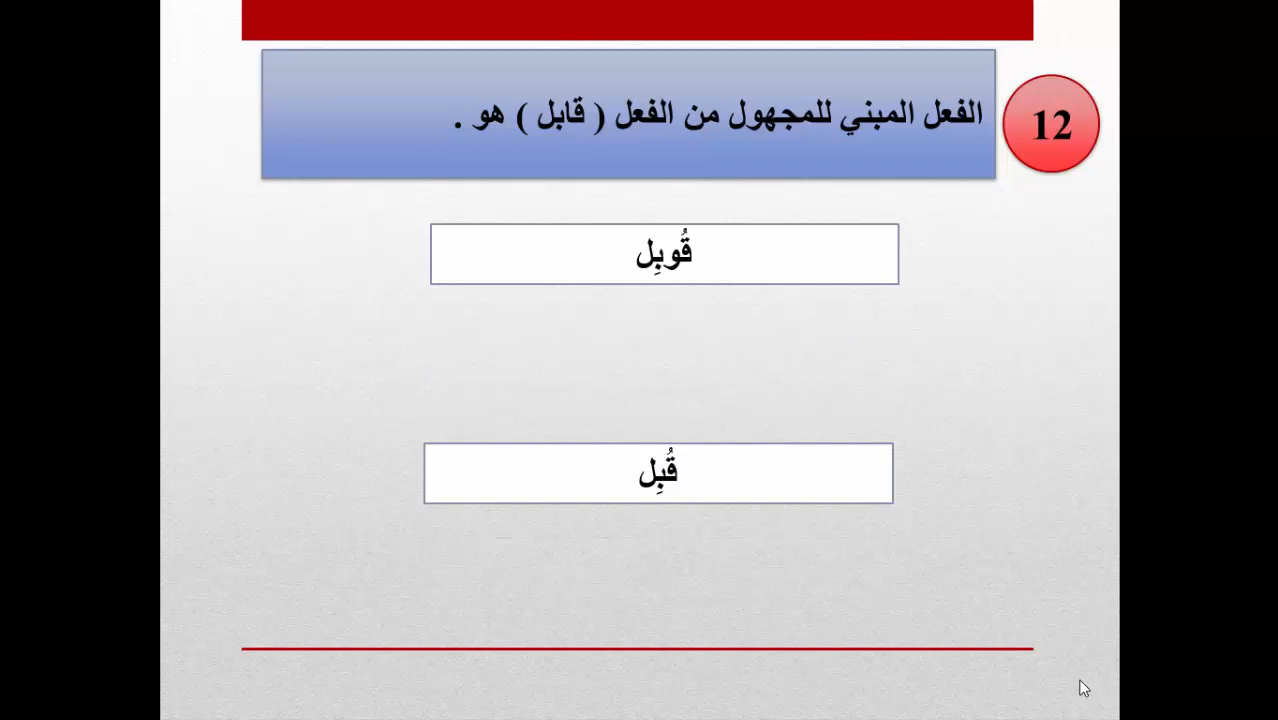 12
الفعل المبني للمجهول من الفعل ( قابل ) هو .
قُوبِل
قُبِل